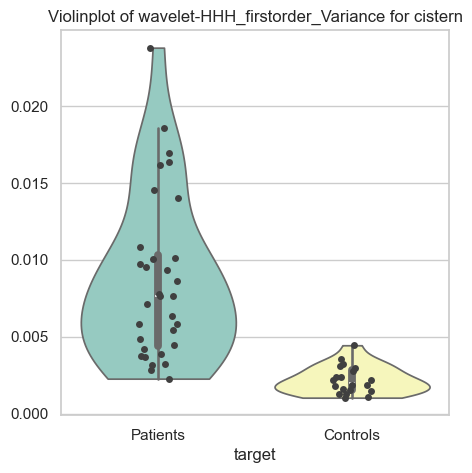 Violinplot of wavelet-HHH_firstorder_Variance for cistern
0.020
0.015
0.010
0.005
0.000
Patients
Controls
target